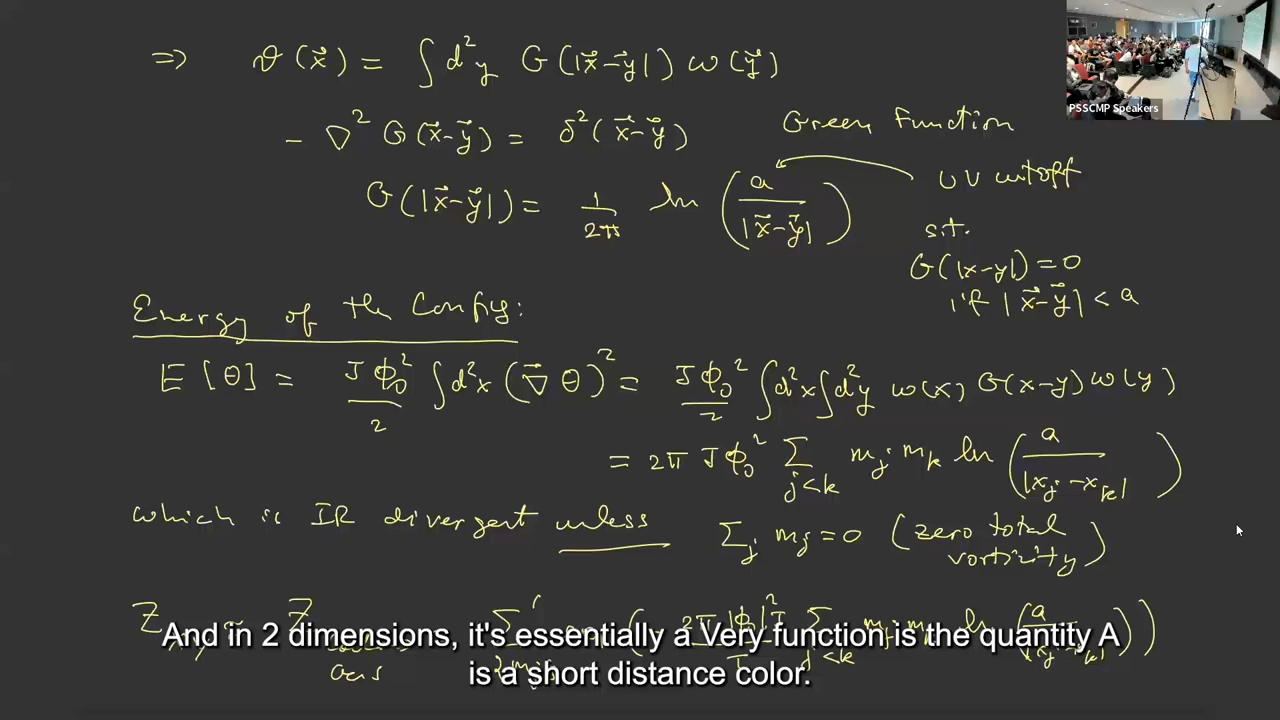 ⇒ ϑ(x⃗) = ∫ d²y G(|x⃗-y⃗|) ω(y⃗)
- ∇² G(x⃗-y⃗) = δ²(x⃗-y⃗) Green Function
G(|x⃗-y⃗|) = 1/2π ln (a/|x⃗-y⃗|) UV cutoff
s.t.
G(|x-y|) = 0
if |x⃗-y⃗| < a
Energy of the Config:
E[θ] = Jϕ₀²/2 ∫d²x (∇⃗θ)² = Jϕ₀²/2 ∫d²x ∫d²y ω(x) G(x-y) ω(y)
= 2π Jϕ₀² Σ_{j<k} m_j m_k ln (a/|x_j-x_k|)
which is IR divergent unless Σ_j m_j = 0 (zero total
vorticity)
And in 2 dimensions, it's essentially a Very function is the quantity A
is a short distance color.
PSSCMP Speakers